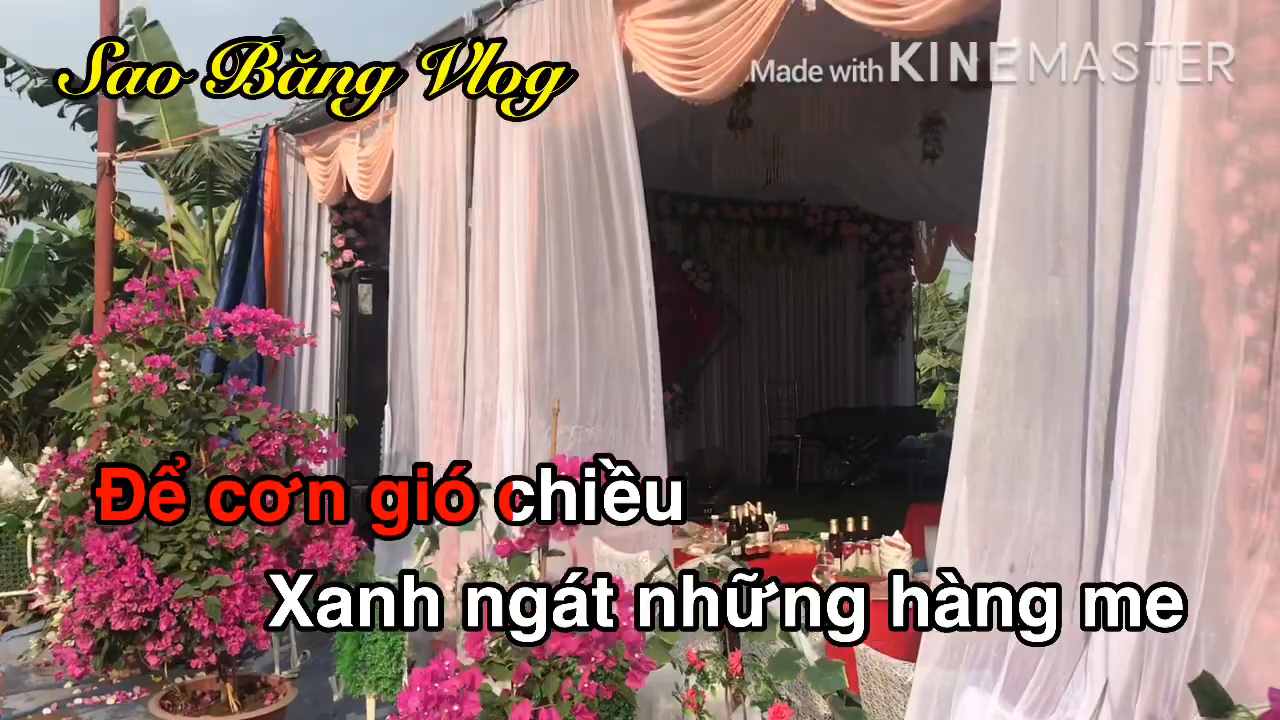 Sao Băng Vlog
Made with KINEMASTER
Để cơn gió chiều
Xanh ngát những hàng me